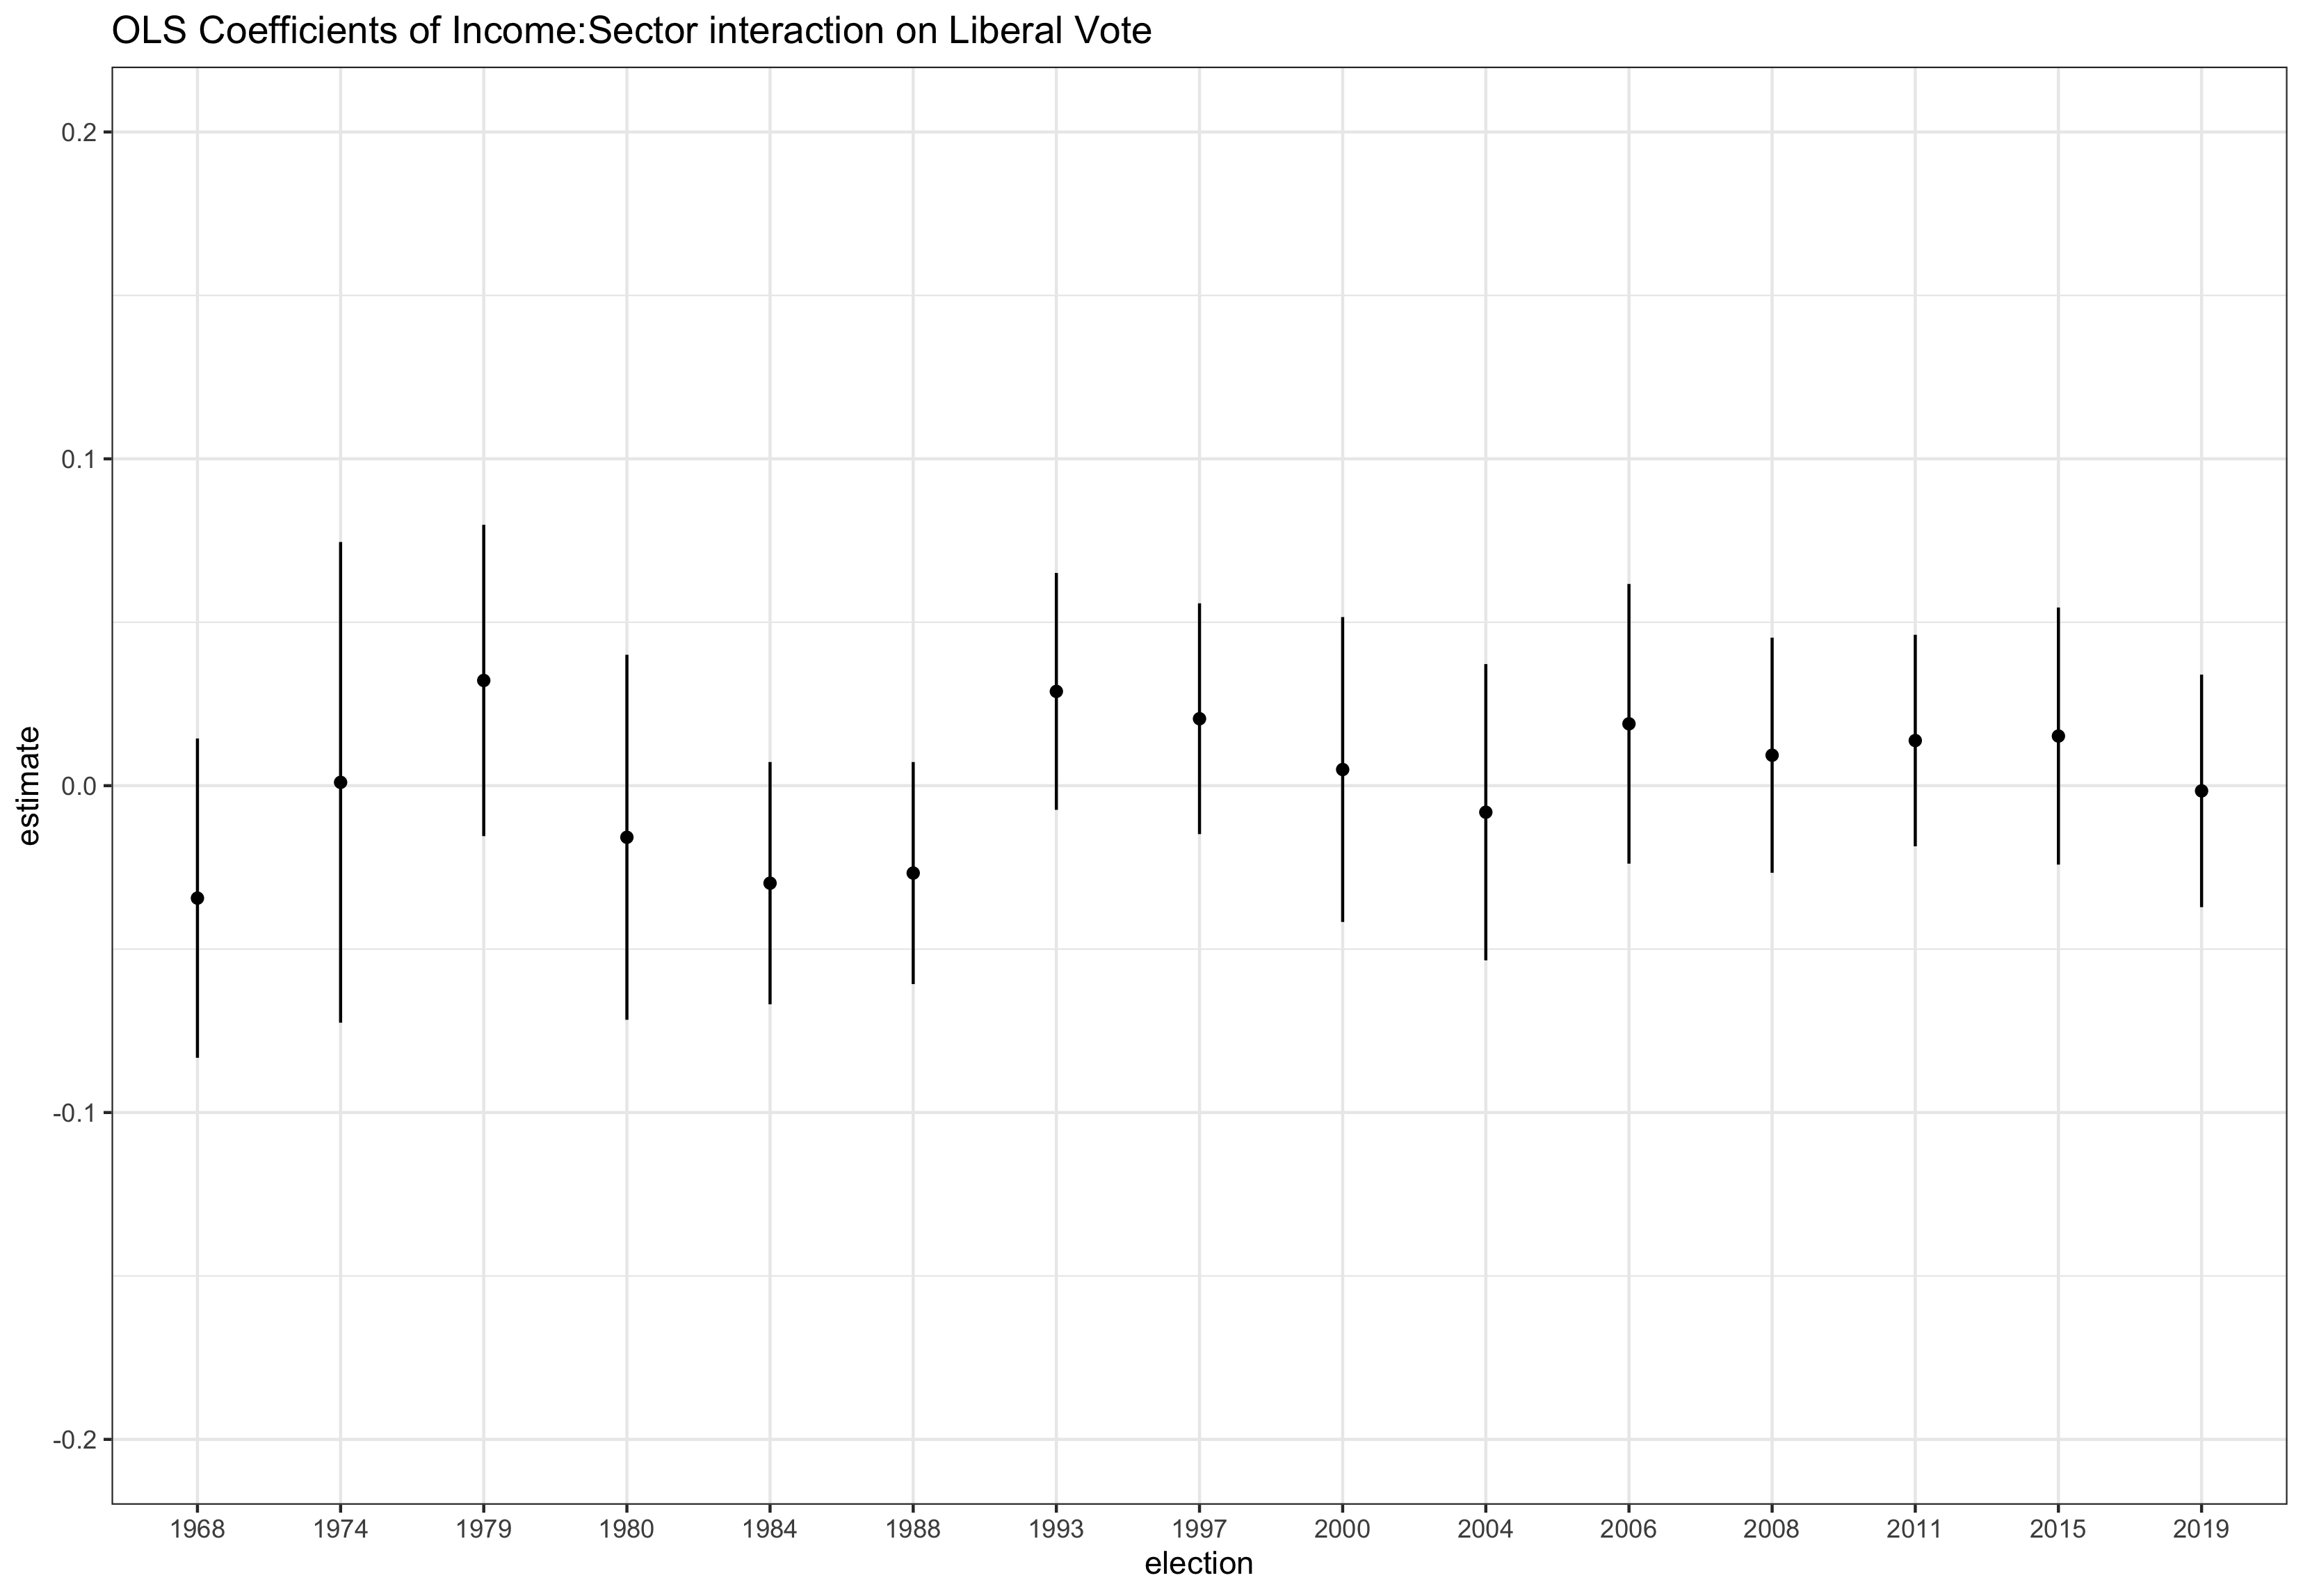 OLS Coefficients of Income:Sector interaction on Liberal Vote
0.2
0.1
0.0
-0.1
-0.2
estimate
1968 1974 1979 1980 1984 1988 1993 1997 2000 2004 2006 2008 2011 2015 2019
election